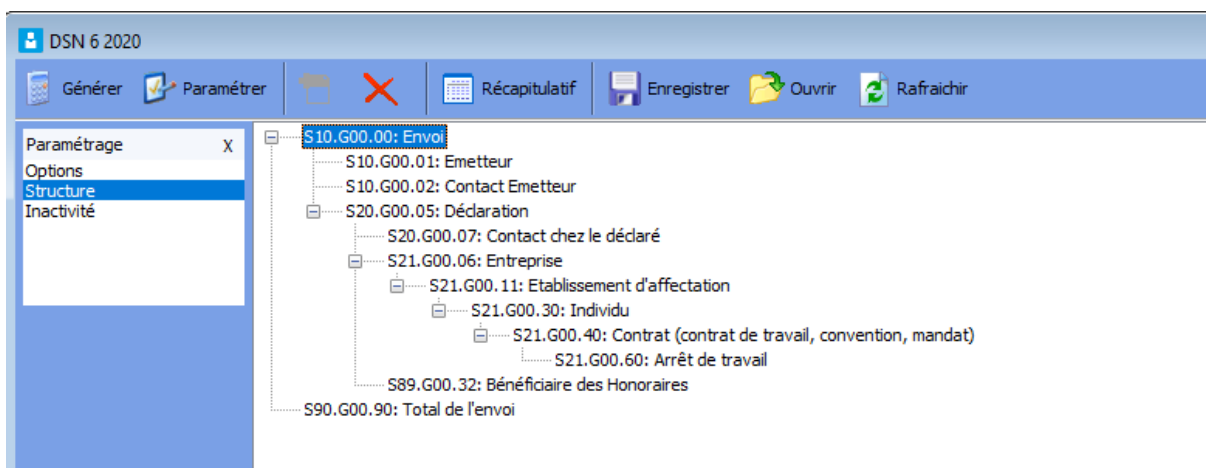 DSN 6 2020
Générer Paramétrer Récapitulatif Enregistrer Ouvrir Rafraichir
Paramétrage X
Options
Structure
Inactivité
S10.G00.00: Envoi
S10.G00.01: Emetteur
S10.G00.02: Contact Emetteur
S20.G00.05: Déclaration
S20.G00.07: Contact chez le déclaré
S21.G00.06: Entreprise
S21.G00.11: Etablissement d'affectation
S21.G00.30: Individu
S21.G00.40: Contrat (contrat de travail, convention, mandat)
S21.G00.60: Arrêt de travail
S89.G00.32: Bénéficiaire des Honoraires
S90.G00.90: Total de l'envoi